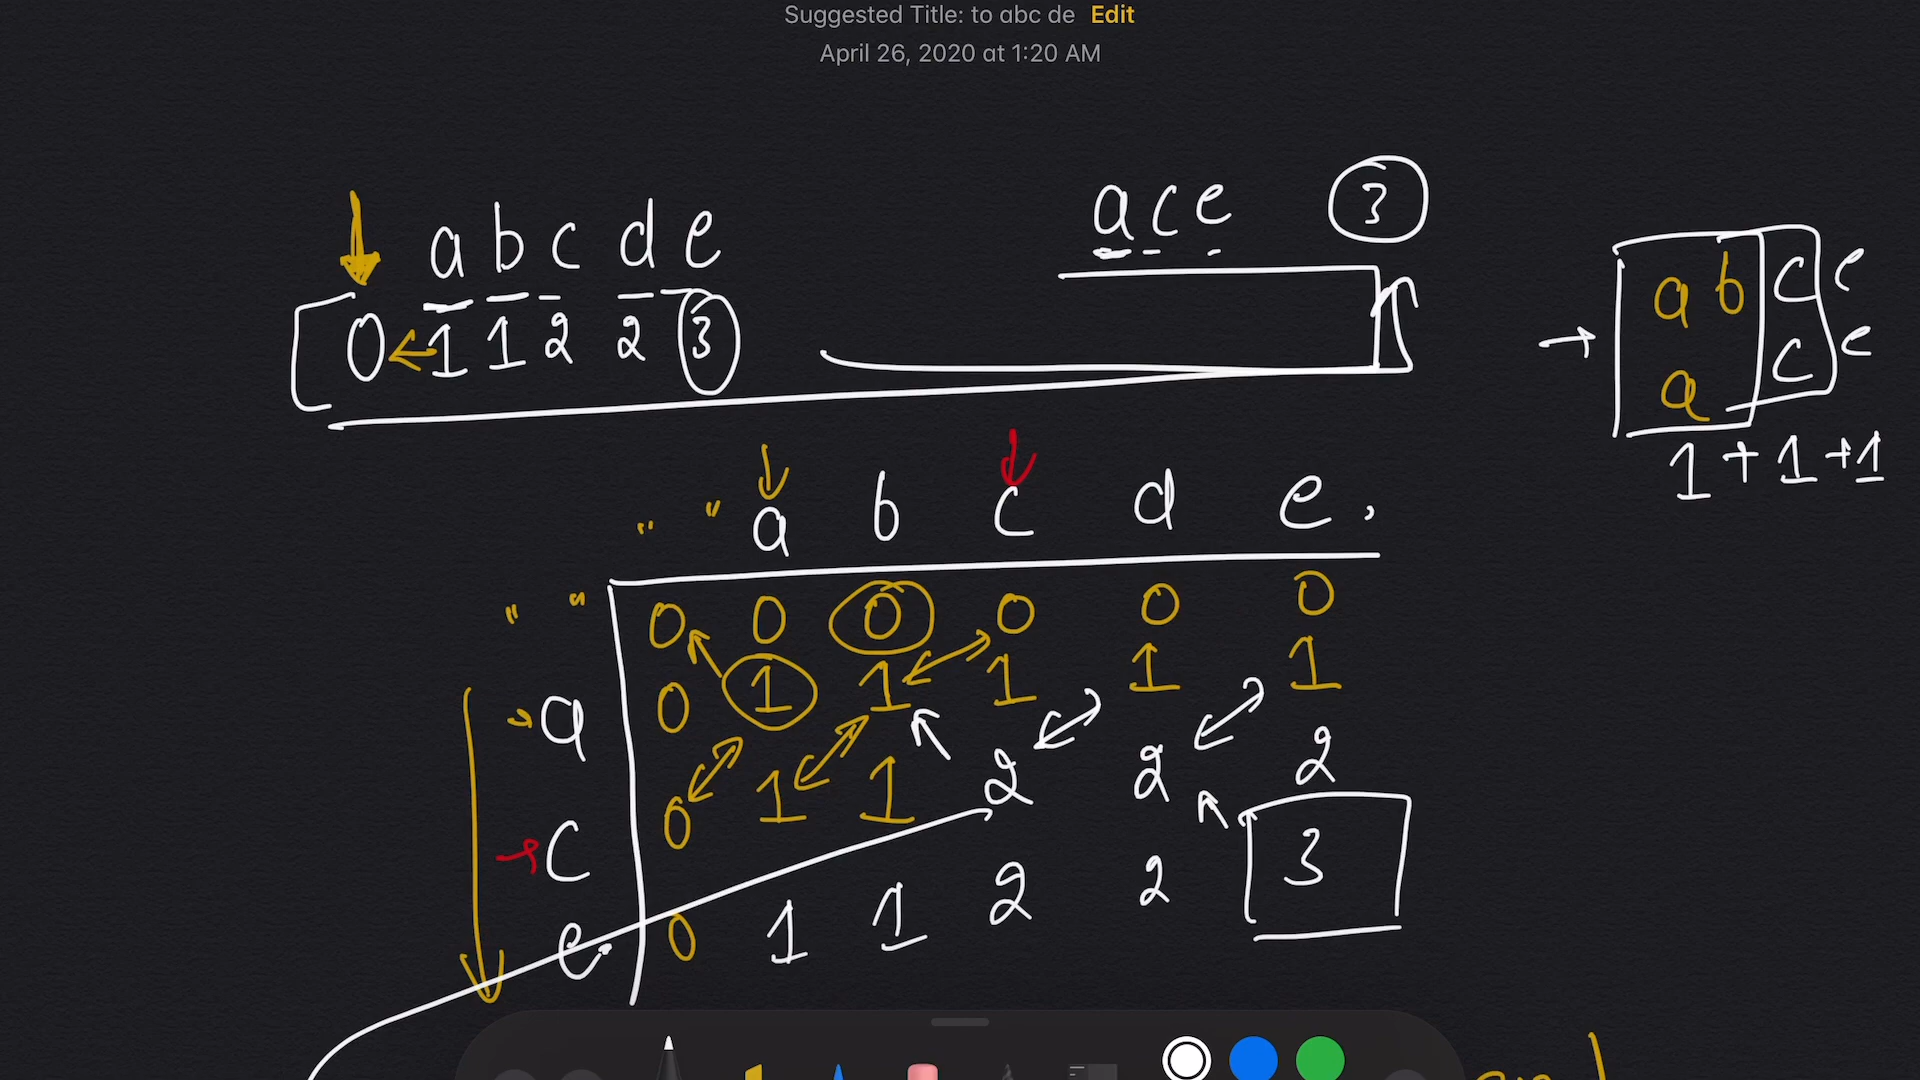 Suggested Title: to abc de Edit
April 26, 2020 at 1:20 AM
a b c d e
0 1 1 2 2 3
ace 3
a b c e
a c e
1 + 1 + 1
" " a b c d e .
" " 0 0 0 0 0 0
a 0 1 1 1 1 1
c 0 1 1 2 2 2
e 0 1 1 2 2 3